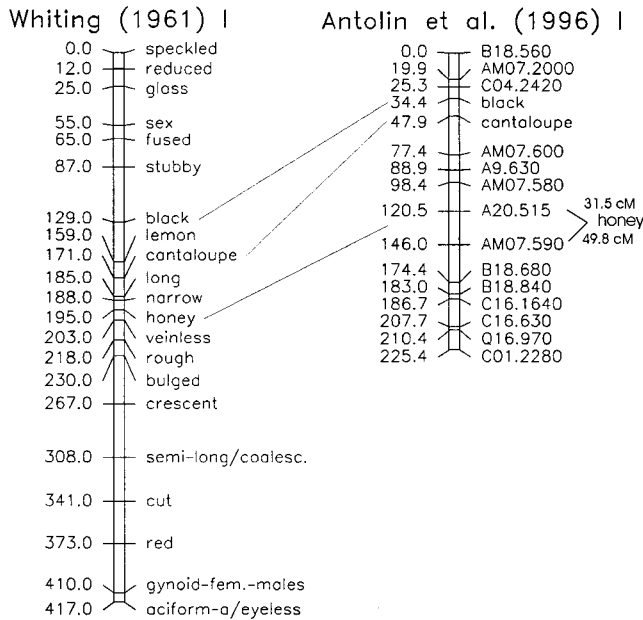 Whiting (1961) I
0.0 speckled
12.0 reduced
25.0 glass
55.0 sex
65.0 fused
87.0 stubby
129.0 black
159.0 lemon
171.0 cantaloupe
185.0 long
188.0 narrow
195.0 honey
203.0 veinless
218.0 rough
230.0 bulged
267.0 crescent
308.0 semi-long/coalesc.
341.0 cut
373.0 red
410.0 gynoid-fem.-males
417.0 aciform-a/eyeless
Antolin et al. (1996) I
0.0 B18.560
19.9 AM07.2000
25.3 C04.2420
34.4 black
47.9 cantaloupe
77.4 AM07.600
88.9 A9.630
98.4 AM07.580
120.5 A20.515
146.0 AM07.590
174.4 B18.680
183.0 B18.840
186.7 C16.1640
207.7 C16.630
210.4 Q16.970
225.4 C01.2280
31.5 cM
honey
49.8 cM